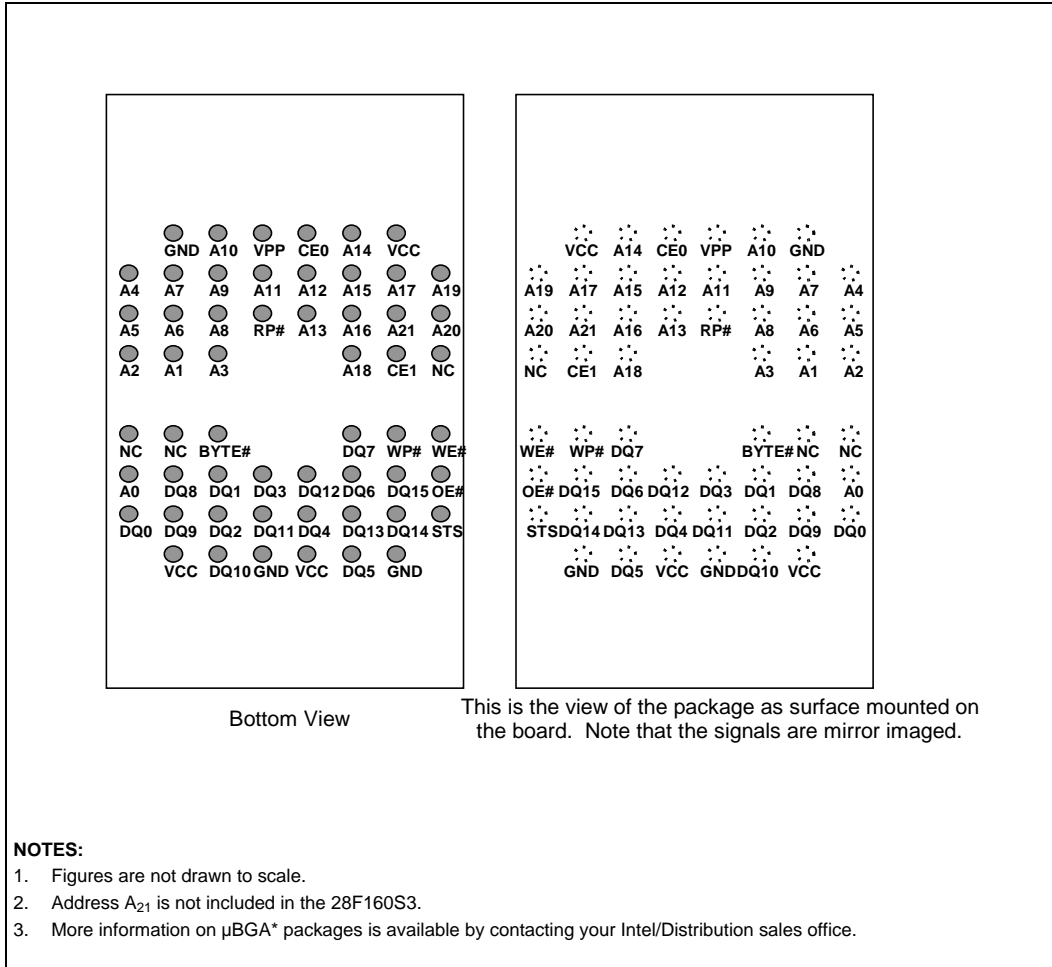 GND A10 VPP CE0 A14 VCC
A4 A7 A9 A11 A12 A15 A17 A19
A5 A6 A8 RP# A13 A16 A21 A20
A2 A1 A3 A18 CE1 NC
NC NC BYTE# DQ7 WP# WE#
A0 DQ8 DQ1 DQ3 DQ12 DQ6 DQ15 OE#
DQ0 DQ9 DQ2 DQ11 DQ4 DQ13 DQ14 STS
VCC DQ10 GND VCC DQ5 GND
Bottom View
VCC A14 CE0 VPP A10 GND
A19 A17 A15 A12 A11 A9 A7 A4
A20 A21 A16 A13 RP# A8 A6 A5
NC CE1 A18 A3 A1 A2
WE# WP# DQ7 BYTE# NC NC
OE# DQ15 DQ6 DQ12 DQ3 DQ1 DQ8 A0
STS DQ14 DQ13 DQ4 DQ11 DQ2 DQ9 DQ0
GND DQ5 VCC GND DQ10 VCC
This is the view of the package as surface mounted on
the board. Note that the signals are mirror imaged.
NOTES:
1. Figures are not drawn to scale.
2. Address A₂₁ is not included in the 28F160S3.
3. More information on µBGA* packages is available by contacting your Intel/Distribution sales office.